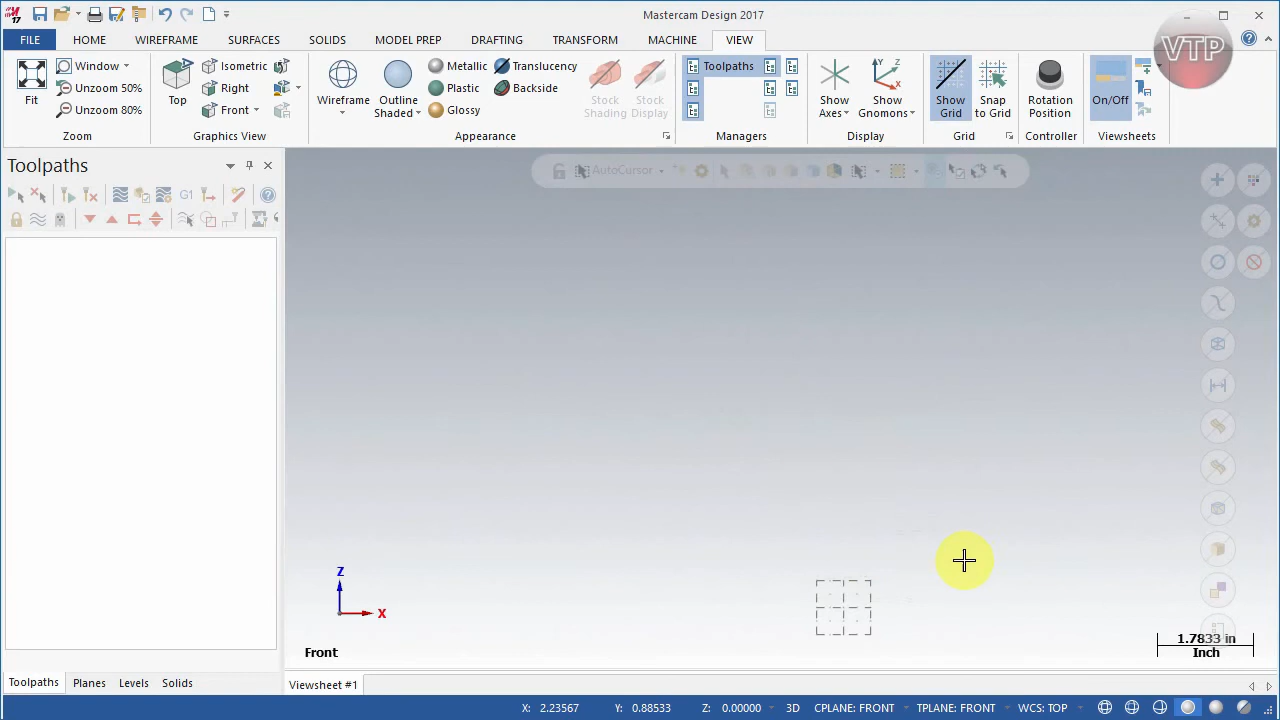 17
Mastercam Design 2017
VTP
FILE HOME WIREFRAME SURFACES SOLIDS MODEL PREP DRAFTING TRANSFORM MACHINE VIEW
Fit
Window
Unzoom 50%
Unzoom 80%
Zoom
Top
Isometric
Right
Front
Graphics View
Wireframe
Outline
Shaded
Metallic
Plastic
Glossy
Translucency
Backside
Stock
Shading
Stock
Display
Appearance
Toolpaths
Managers
Show
Axes
Show
Gnomons
Display
Show
Grid
Snap
to Grid
Grid
Rotation
Position
Controller
On/Off
Viewsheets
Toolpaths
G1
AutoCursor
Z
X
Front
1.7833 in
Inch
Toolpaths Planes Levels Solids
Viewsheet #1
X: 2.23567 Y: 0.88533 Z: 0.00000 3D CPLANE: FRONT TPLANE: FRONT WCS: TOP